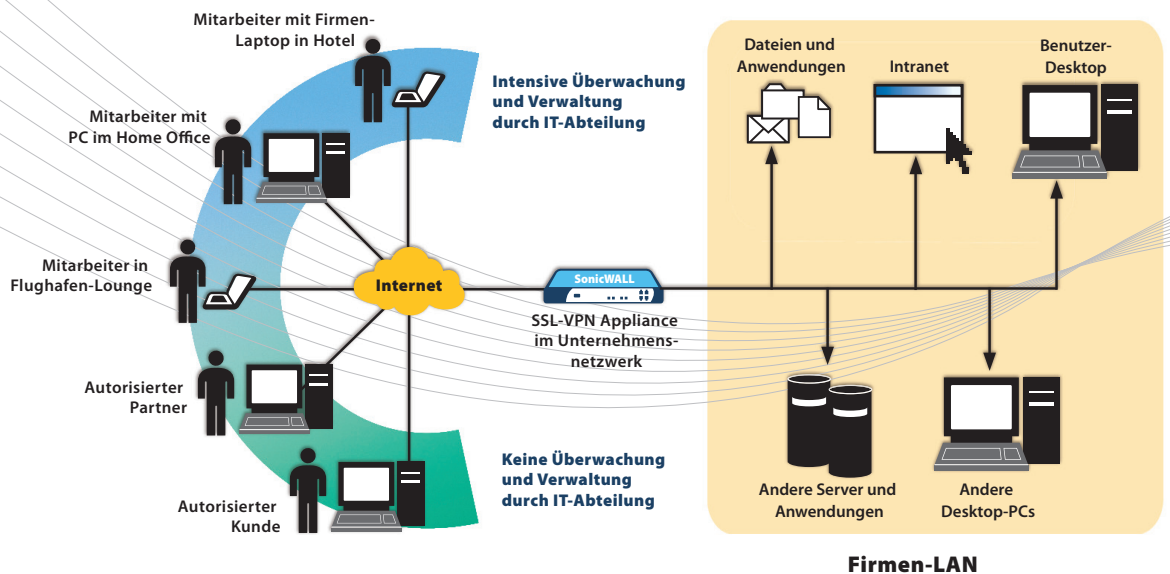 Mitarbeiter mit Firmen-
Laptop in Hotel
Intensive Überwachung
und Verwaltung
durch IT-Abteilung
Mitarbeiter mit
PC im Home Office
Mitarbeiter in
Flughafen-Lounge
Autorisierter
Partner
Autorisierter
Kunde
Keine Überwachung
und Verwaltung
durch IT-Abteilung
Internet
SonicWALL
SSL-VPN Appliance
im Unternehmens-
netzwerk
Dateien und
Anwendungen
Intranet
Benutzer-
Desktop
Andere Server und
Anwendungen
Andere
Desktop-PCs
Firmen-LAN